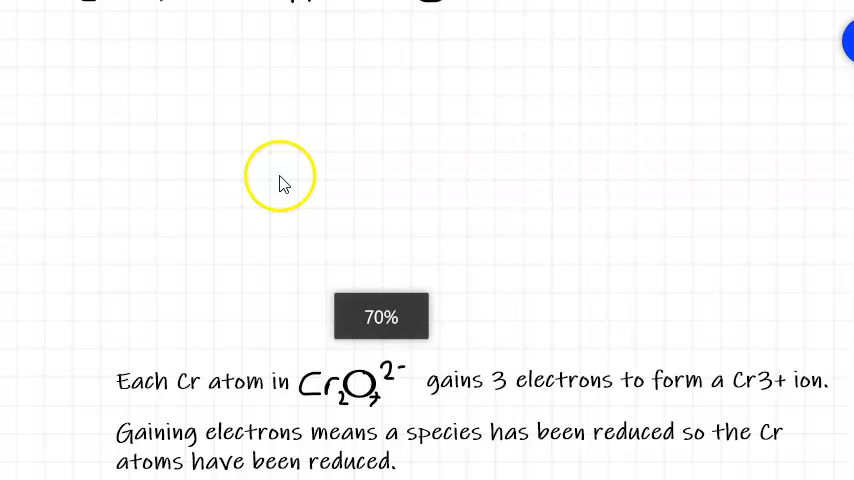 70%
Each Cr atom in Cr₂O₇²⁻ gains 3 electrons to form a Cr3+ ion.
Gaining electrons means a species has been reduced so the Cr
atoms have been reduced.